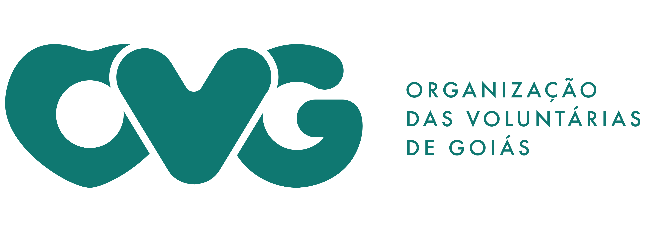 OVG
ORGANIZAÇÃO
DAS VOLUNTÁRIAS
DE GOIÁS